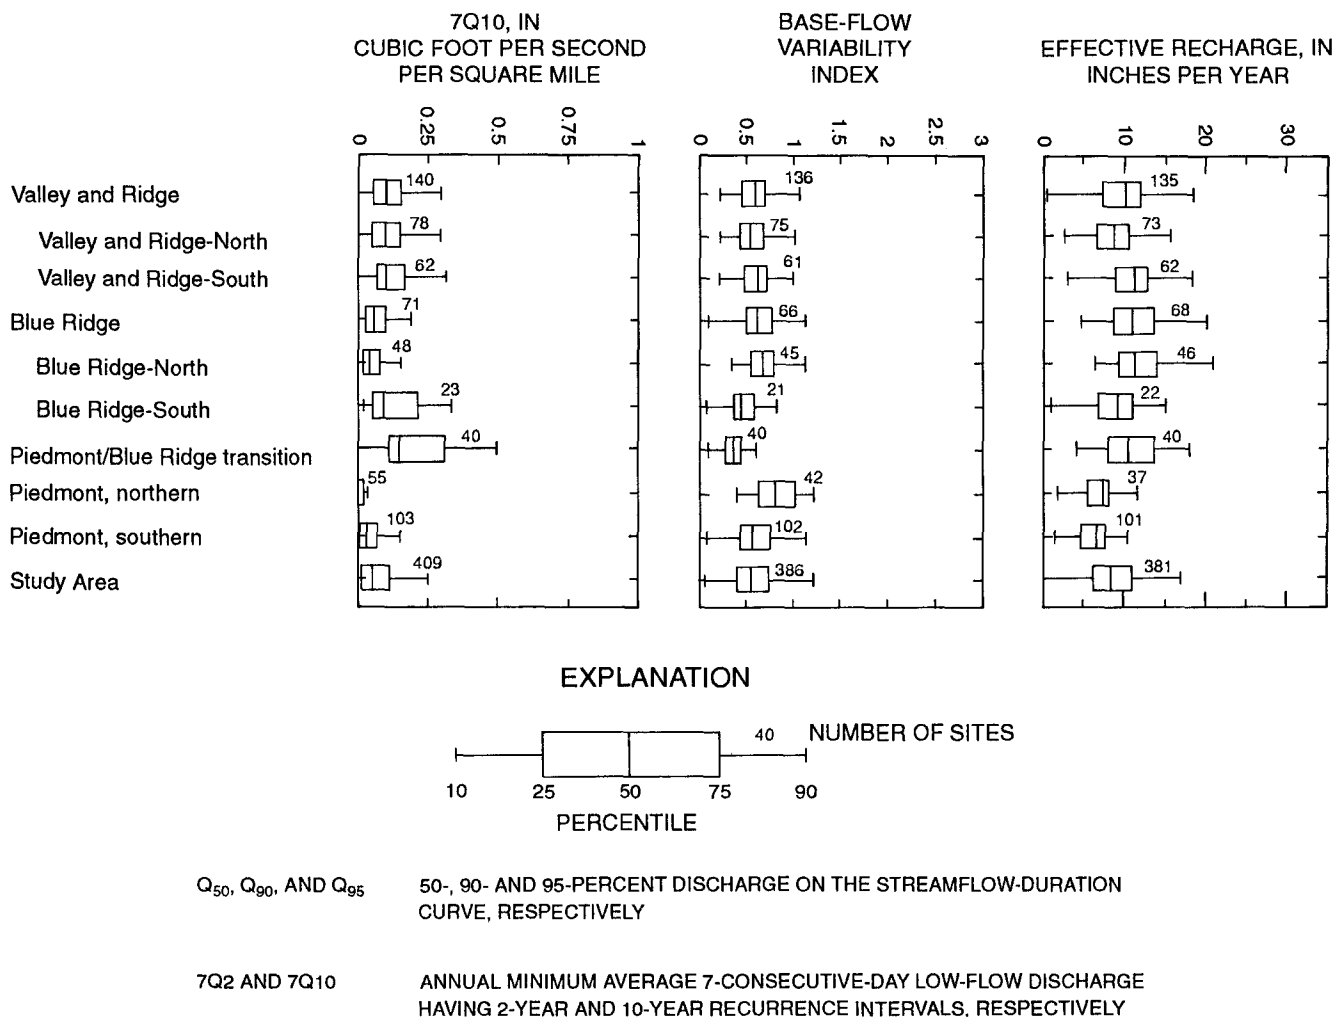 7Q10, IN
CUBIC FOOT PER SECOND
PER SQUARE MILE
BASE-FLOW
VARIABILITY
INDEX
EFFECTIVE RECHARGE, IN
INCHES PER YEAR
0 0.25 0.5 0.75 1
0 0.5 1 1.5 2 2.5 3
0 10 20 30
Valley and Ridge 140 136 135
Valley and Ridge-North 78 75 73
Valley and Ridge-South 62 61 62
Blue Ridge 71 66 68
Blue Ridge-North 48 45 46
Blue Ridge-South 23 21 22
Piedmont/Blue Ridge transition 40 40 40
Piedmont, northern 55 42 37
Piedmont, southern 103 102 101
Study Area 409 386 381
EXPLANATION
40 NUMBER OF SITES
10 25 50 75 90
PERCENTILE
Q50, Q90, AND Q95 50-, 90- AND 95-PERCENT DISCHARGE ON THE STREAMFLOW-DURATION
CURVE, RESPECTIVELY
7Q2 AND 7Q10 ANNUAL MINIMUM AVERAGE 7-CONSECUTIVE-DAY LOW-FLOW DISCHARGE
HAVING 2-YEAR AND 10-YEAR RECURRENCE INTERVALS, RESPECTIVELY